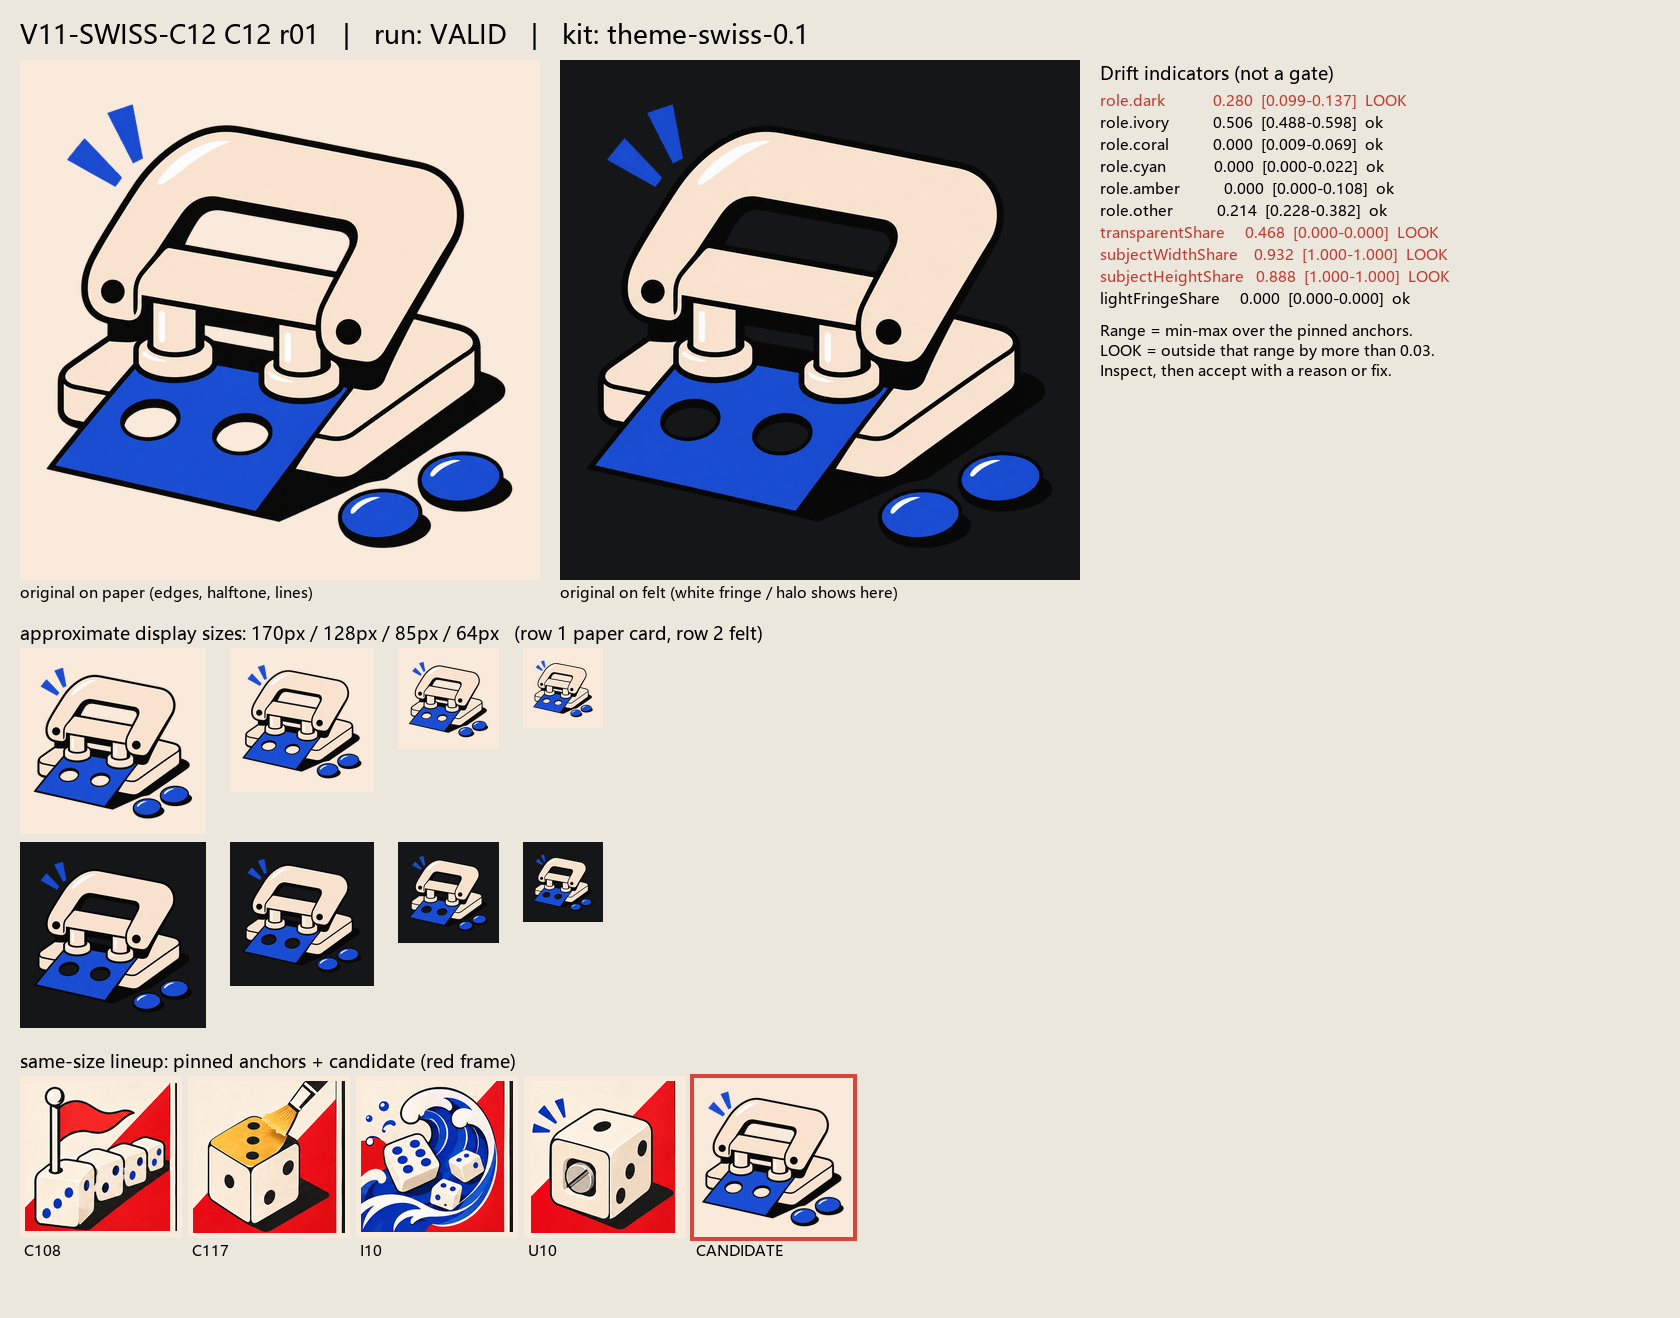 V11-SWISS-C12 C12 r01 | run: VALID | kit: theme-swiss-0.1
Drift indicators (not a gate)
role.dark 0.280 [0.099-0.137] LOOK
role.ivory 0.506 [0.488-0.598] ok
role.coral 0.000 [0.009-0.069] ok
role.cyan 0.000 [0.000-0.022] ok
role.amber 0.000 [0.000-0.108] ok
role.other 0.214 [0.228-0.382] ok
transparentShare 0.468 [0.000-0.000] LOOK
subjectWidthShare 0.932 [1.000-1.000] LOOK
subjectHeightShare 0.888 [1.000-1.000] LOOK
lightFringeShare 0.000 [0.000-0.000] ok
Range = min-max over the pinned anchors.
LOOK = outside that range by more than 0.03.
Inspect, then accept with a reason or fix.
original on paper (edges, halftone, lines)
original on felt (white fringe / halo shows here)
approximate display sizes: 170px / 128px / 85px / 64px (row 1 paper card, row 2 felt)
same-size lineup: pinned anchors + candidate (red frame)
C108
C117
I10
U10
CANDIDATE